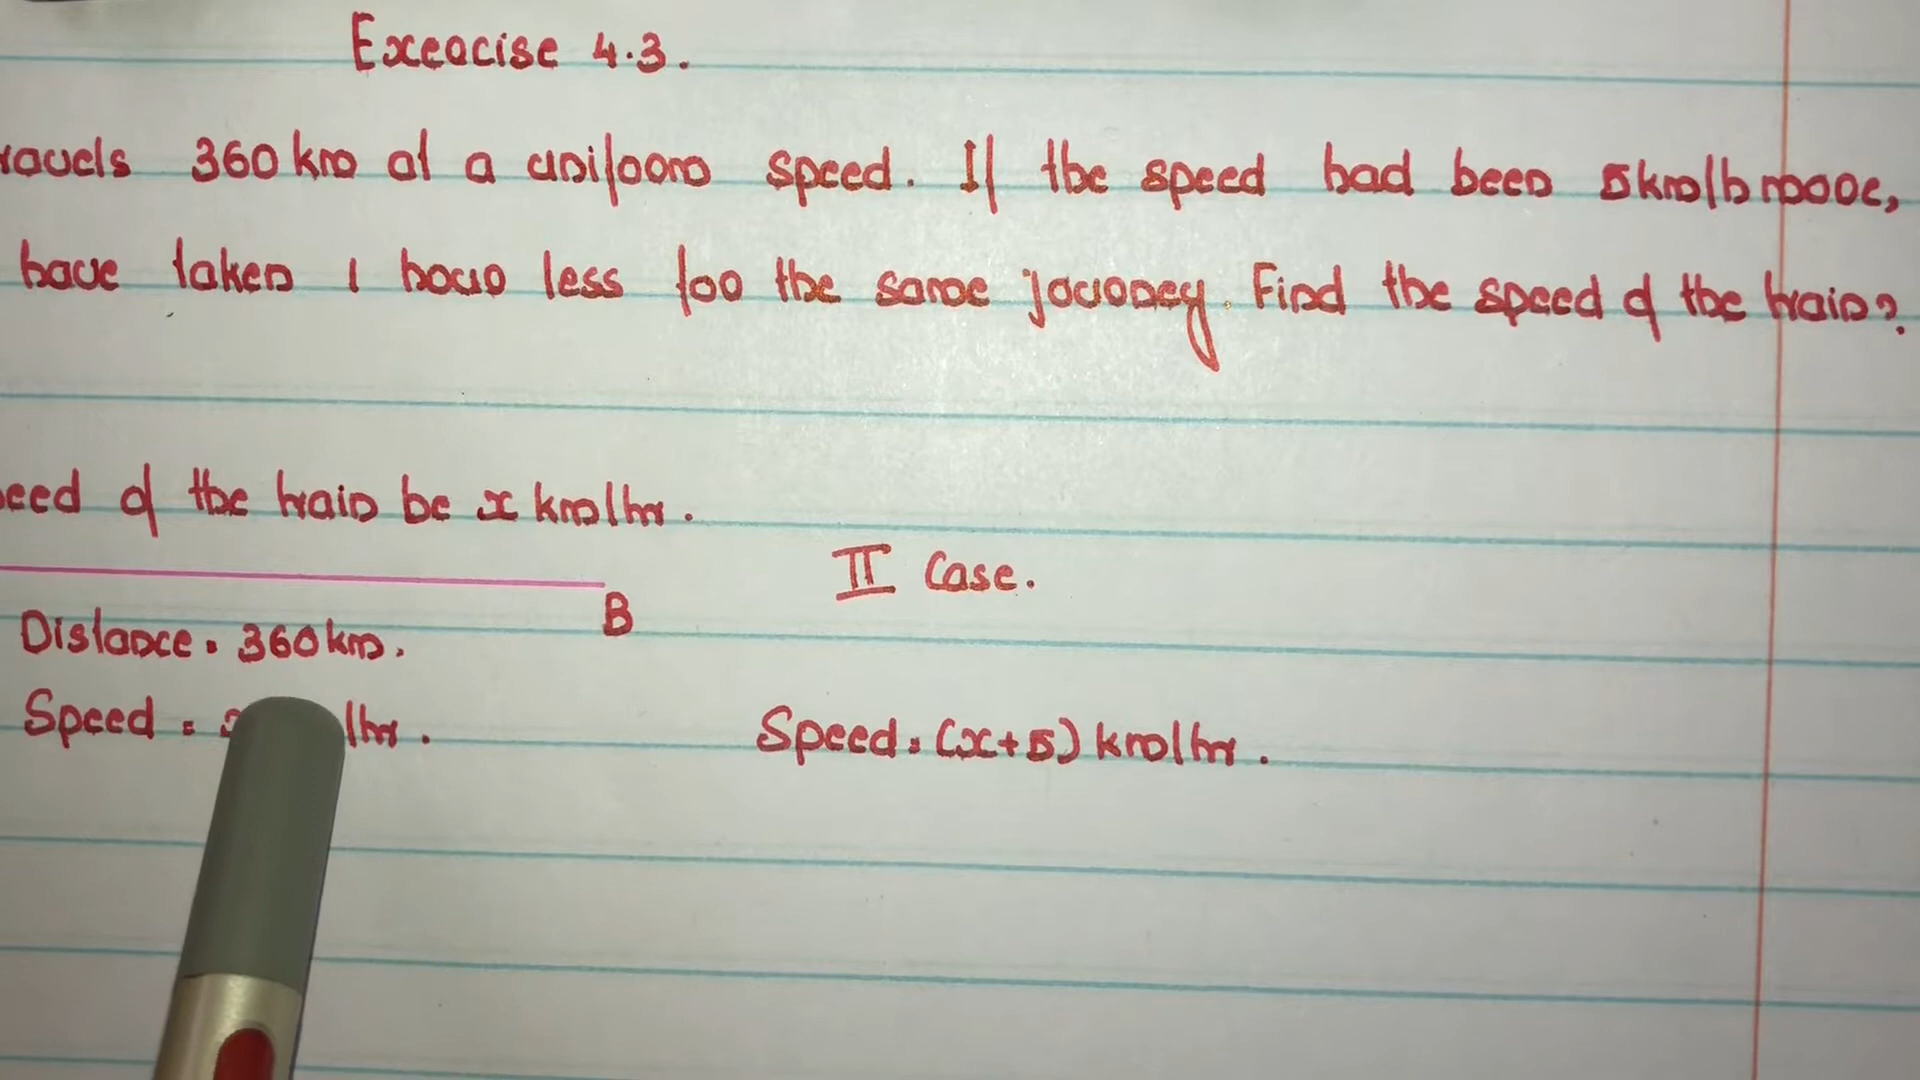 Exercise 4.3.
ravels 360 km at a uniform speed. If the speed had been 5km/h more,
have taken 1 hour less for the same journey. Find the speed of the train?
eed of the train be x km/hr.
B
II Case.
Distance = 360km.
Speed = /hr.
Speed = (x+5) km/hr.